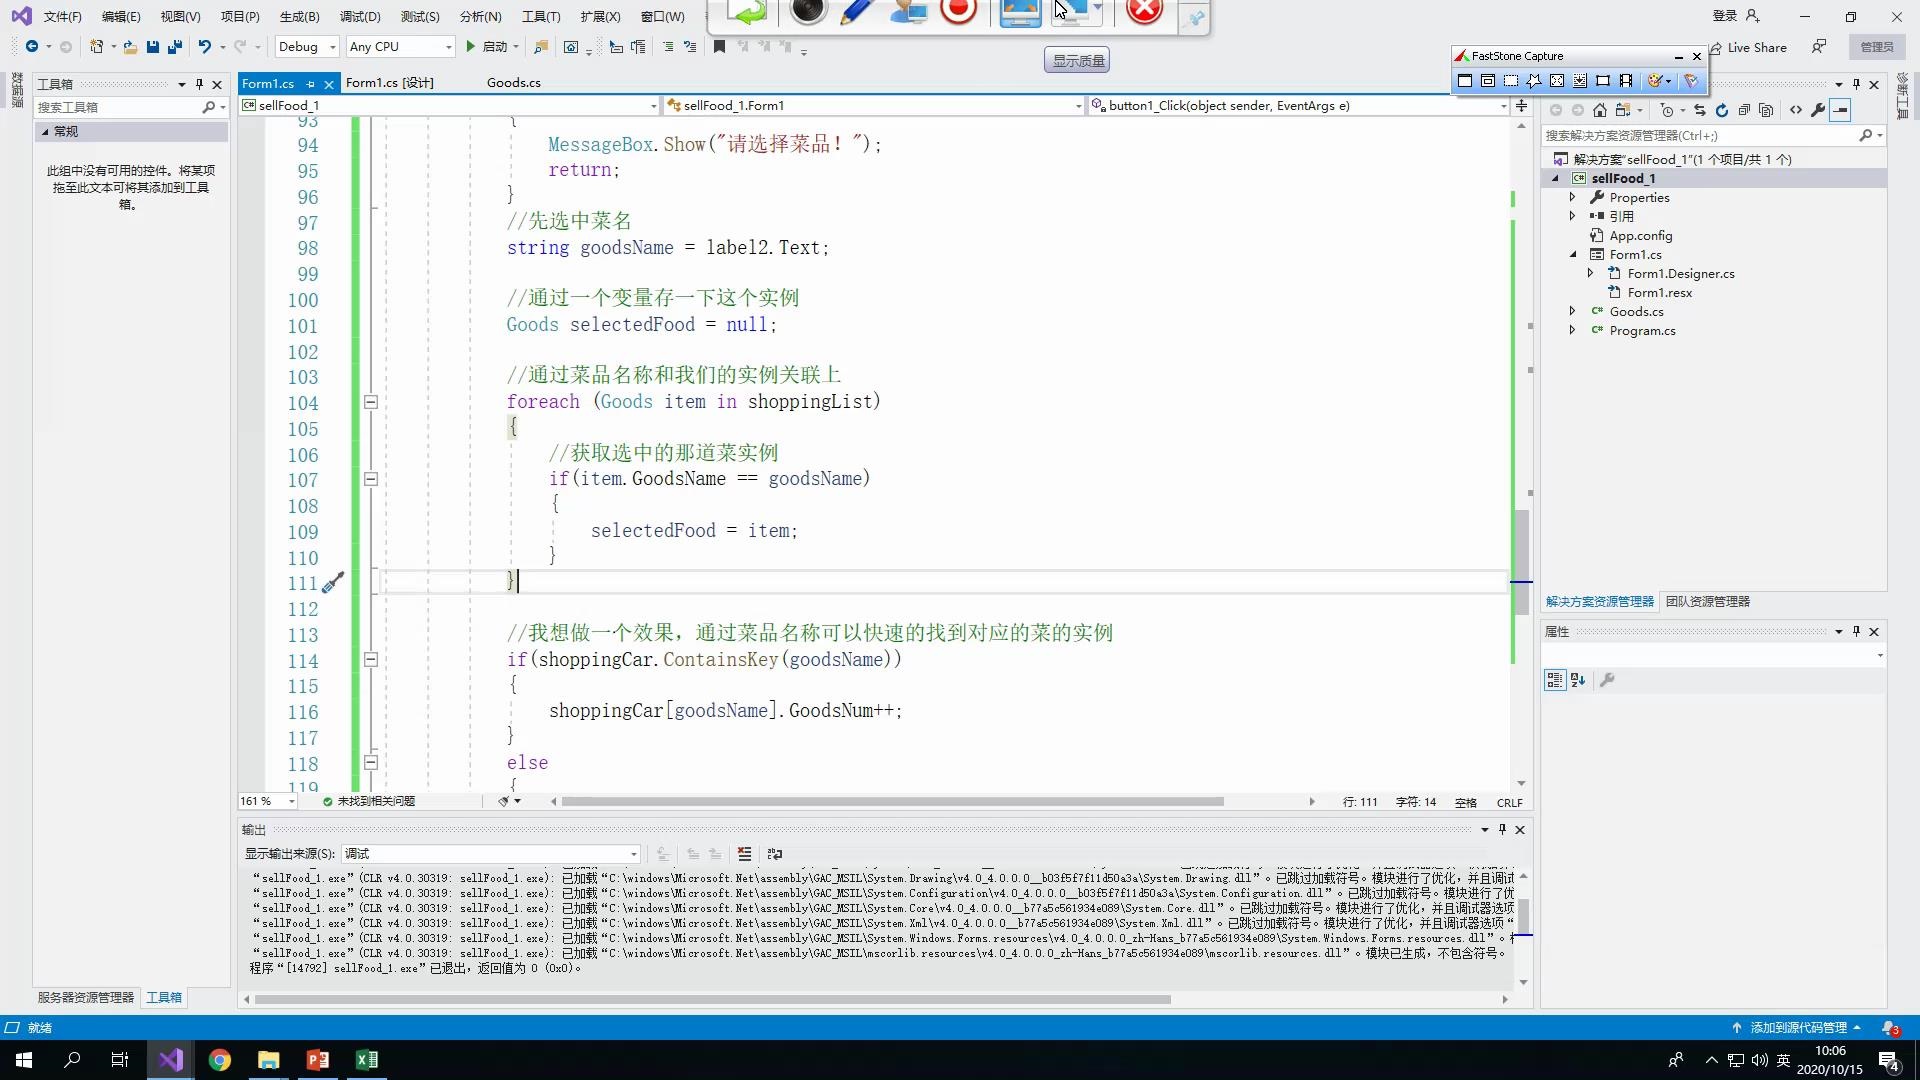 文件(F) 编辑(E) 视图(V) 项目(P) 生成(B) 调试(D) 测试(S) 分析(N) 工具(T) 扩展(X) 窗口(W)
登录
Debug Any CPU 启动
显示质量
Live Share
管理员
FastStone Capture
工具箱
搜索工具箱
常规
此组中没有可用的控件。将某项
拖至此文本可将其添加到工具
箱。
服务器资源管理器 工具箱
Form1.cs Form1.cs [设计] Goods.cs
sellFood_1 sellFood_1.Form1 button1_Click(object sender, EventArgs e)
93 {
94 MessageBox.Show("请选择菜品！");
95 return;
96 }
97 //先选中菜名
98 string goodsName = label2.Text;
99
100 //通过一个变量存一下这个实例
101 Goods selectedFood = null;
102
103 //通过菜品名称和我们的实例关联上
104 foreach (Goods item in shoppingList)
105 {
106 //获取选中的那道菜实例
107 if(item.GoodsName == goodsName)
108 {
109 selectedFood = item;
110 }
111 }
112
113 //我想做一个效果，通过菜品名称可以快速的找到对应的菜的实例
114 if(shoppingCar.ContainsKey(goodsName))
115 {
116 shoppingCar[goodsName].GoodsNum++;
117 }
118 else
119 {
161 % 未找到相关问题 行: 111 字符: 14 空格 CRLF
输出
显示输出来源(S): 调试
“sellFood_1.exe”(CLR v4.0.30319: sellFood_1.exe): 已加载“C:\windows\Microsoft.Net\assembly\GAC_MSIL\System.Drawing\v4.0_4.0.0.0__b03f5f7f11d50a3a\System.Drawing.dll”。已跳过加载符号。模块进行了优化，并且调试
“sellFood_1.exe”(CLR v4.0.30319: sellFood_1.exe): 已加载“C:\windows\Microsoft.Net\assembly\GAC_MSIL\System.Configuration\v4.0_4.0.0.0__b03f5f7f11d50a3a\System.Configuration.dll”。已跳过加载符号。模块进行了优
“sellFood_1.exe”(CLR v4.0.30319: sellFood_1.exe): 已加载“C:\windows\Microsoft.Net\assembly\GAC_MSIL\System.Core\v4.0_4.0.0.0__b77a5c561934e089\System.Core.dll”。已跳过加载符号。模块进行了优化，并且调试器选项
“sellFood_1.exe”(CLR v4.0.30319: sellFood_1.exe): 已加载“C:\windows\Microsoft.Net\assembly\GAC_MSIL\System.Xml\v4.0_4.0.0.0__b77a5c561934e089\System.Xml.dll”。已跳过加载符号。模块进行了优化，并且调试器选项“
“sellFood_1.exe”(CLR v4.0.30319: sellFood_1.exe): 已加载“C:\windows\Microsoft.Net\assembly\GAC_MSIL\System.Windows.Forms.resources\v4.0_4.0.0.0_zh-Hans_b77a5c561934e089\System.Windows.Forms.resources.dll”。
“sellFood_1.exe”(CLR v4.0.30319: sellFood_1.exe): 已加载“C:\windows\Microsoft.Net\assembly\GAC_MSIL\mscorlib.resources\v4.0_4.0.0.0_zh-Hans_b77a5c561934e089\mscorlib.resources.dll”。模块已生成，不包含符号。
程序“[14792] sellFood_1.exe”已退出，返回值为 0 (0x0)。
搜索解决方案资源管理器(Ctrl+;)
解决方案“sellFood_1”(1 个项目/共 1 个)
sellFood_1
Properties
引用
App.config
Form1.cs
Form1.Designer.cs
Form1.resx
Goods.cs
Program.cs
解决方案资源管理器 团队资源管理器
属性
诊断工具
就绪
添加到源代码管理
3
英
10:06
2020/10/15
4